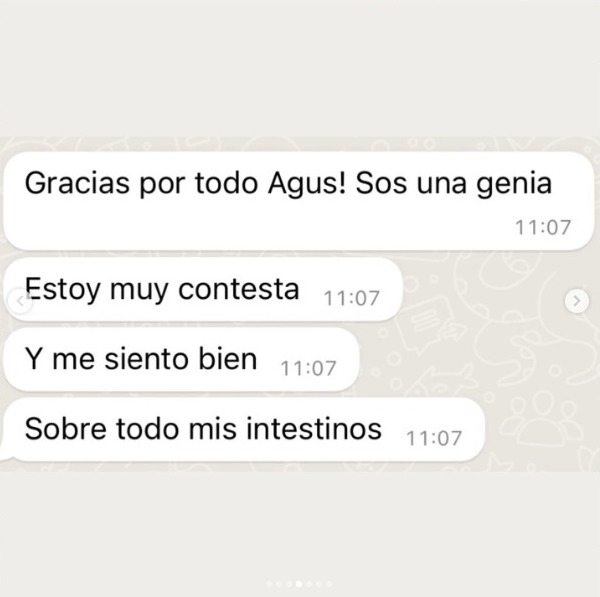 Gracias por todo Agus! Sos una genia
11:07
Estoy muy contesta 11:07
Y me siento bien 11:07
Sobre todo mis intestinos 11:07